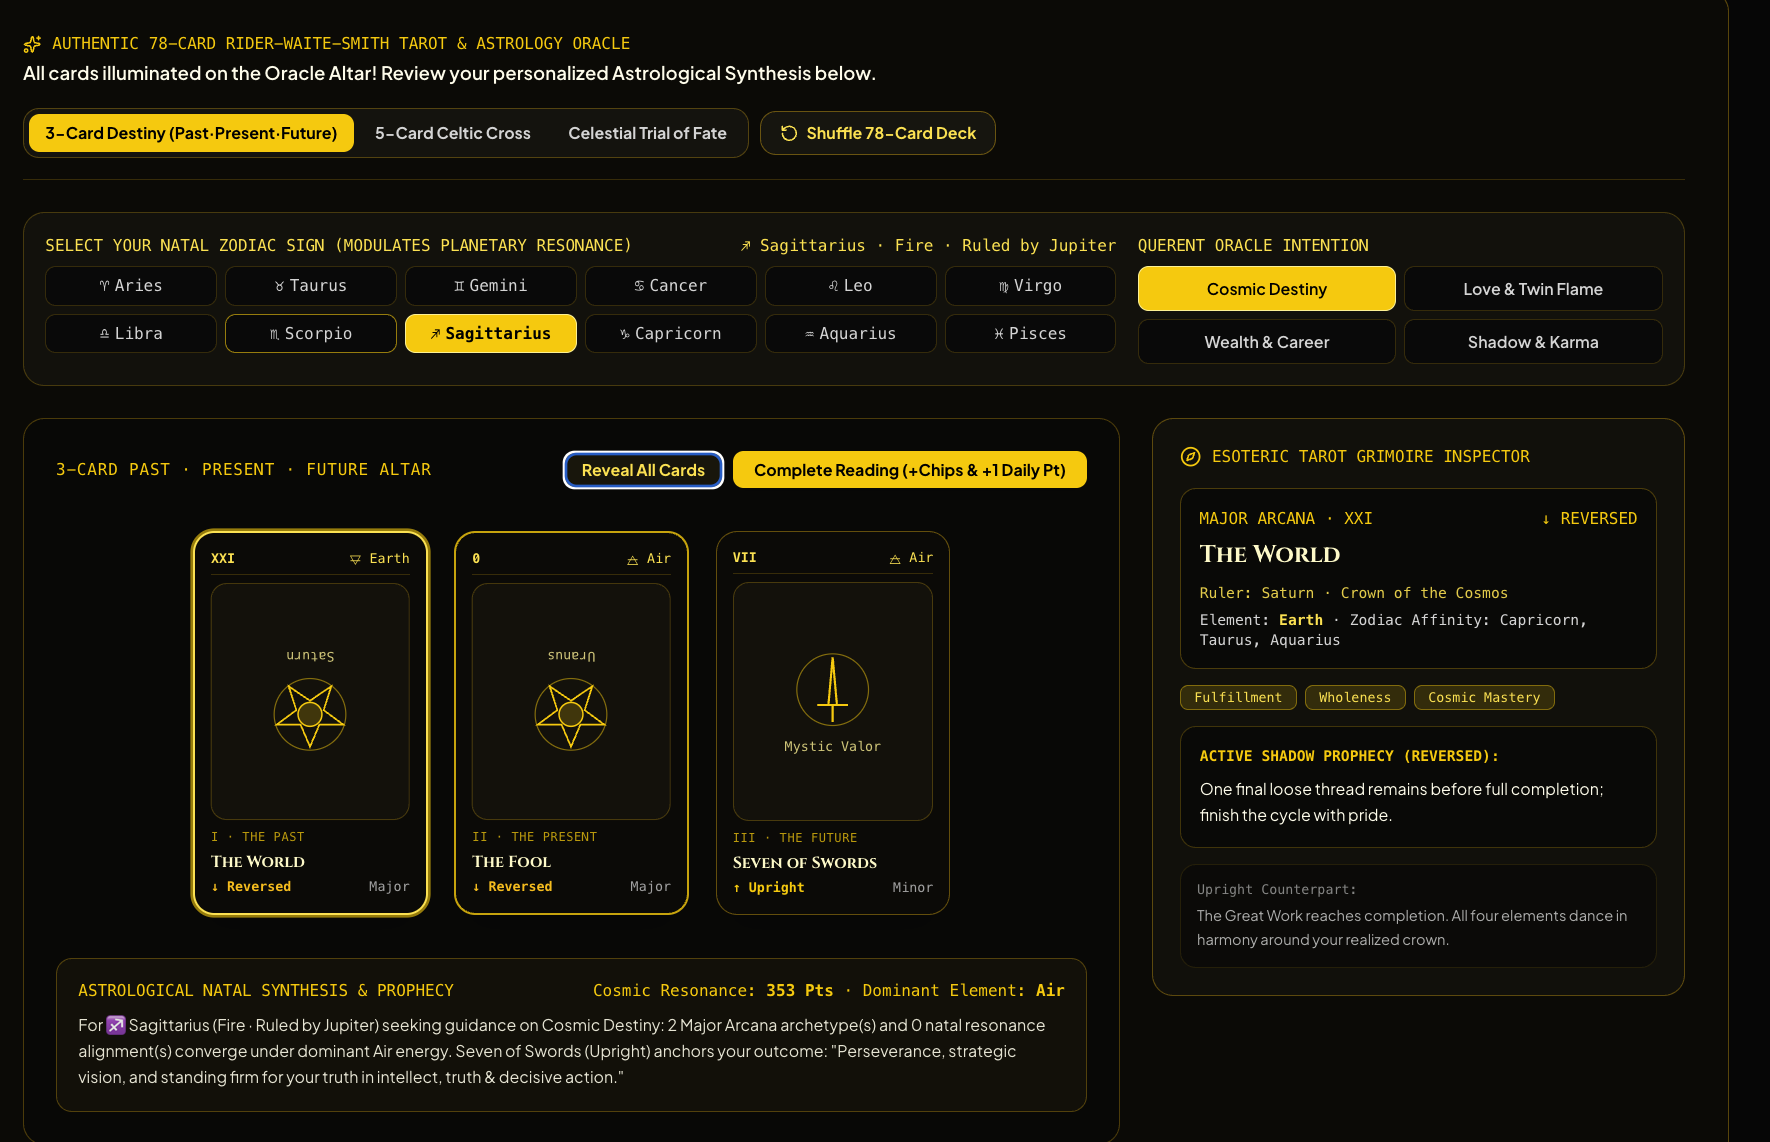 AUTHENTIC 78-CARD RIDER-WAITE-SMITH TAROT & ASTROLOGY ORACLE
All cards illuminated on the Oracle Altar! Review your personalized Astrological Synthesis below.
3-Card Destiny (Past·Present·Future)
5-Card Celtic Cross
Celestial Trial of Fate
Shuffle 78-Card Deck
SELECT YOUR NATAL ZODIAC SIGN (MODULATES PLANETARY RESONANCE)
♐ Sagittarius · Fire · Ruled by Jupiter
♈ Aries
♉ Taurus
♊ Gemini
♋ Cancer
♌ Leo
♍ Virgo
♎ Libra
♏ Scorpio
♐ Sagittarius
♑ Capricorn
♒ Aquarius
♓ Pisces
QUERENT ORACLE INTENTION
Cosmic Destiny
Love & Twin Flame
Wealth & Career
Shadow & Karma
3-CARD PAST · PRESENT · FUTURE ALTAR
Reveal All Cards
Complete Reading (+Chips & +1 Daily Pt)
XXI
🜃 Earth
Saturn
I · THE PAST
The World
↓ Reversed
Major
0
🜁 Air
Uranus
II · THE PRESENT
The Fool
↓ Reversed
Major
VII
🜁 Air
Mystic Valor
III · THE FUTURE
Seven of Swords
↑ Upright
Minor
ASTROLOGICAL NATAL SYNTHESIS & PROPHECY
Cosmic Resonance: 353 Pts · Dominant Element: Air
For ♐ Sagittarius (Fire · Ruled by Jupiter) seeking guidance on Cosmic Destiny: 2 Major Arcana archetype(s) and 0 natal resonance
alignment(s) converge under dominant Air energy. Seven of Swords (Upright) anchors your outcome: "Perseverance, strategic
vision, and standing firm for your truth in intellect, truth & decisive action."
ESOTERIC TAROT GRIMOIRE INSPECTOR
MAJOR ARCANA · XXI
↓ REVERSED
The World
Ruler: Saturn · Crown of the Cosmos
Element: Earth · Zodiac Affinity: Capricorn,
Taurus, Aquarius
Fulfillment
Wholeness
Cosmic Mastery
ACTIVE SHADOW PROPHECY (REVERSED):
One final loose thread remains before full completion;
finish the cycle with pride.
Upright Counterpart:
The Great Work reaches completion. All four elements dance in
harmony around your realized crown.